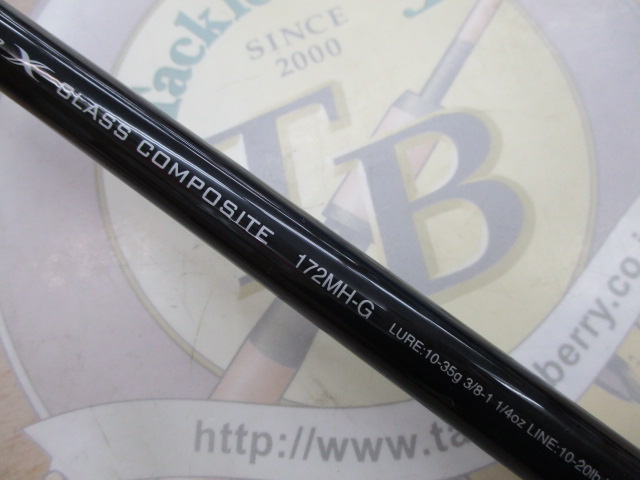 X GLASS COMPOSITE 172MH-G LURE:10-35g 3/8-1 1/4oz LINE:10-20lb
Tackle
SINCE
2000
TB
http://www.ta
berry.co.j